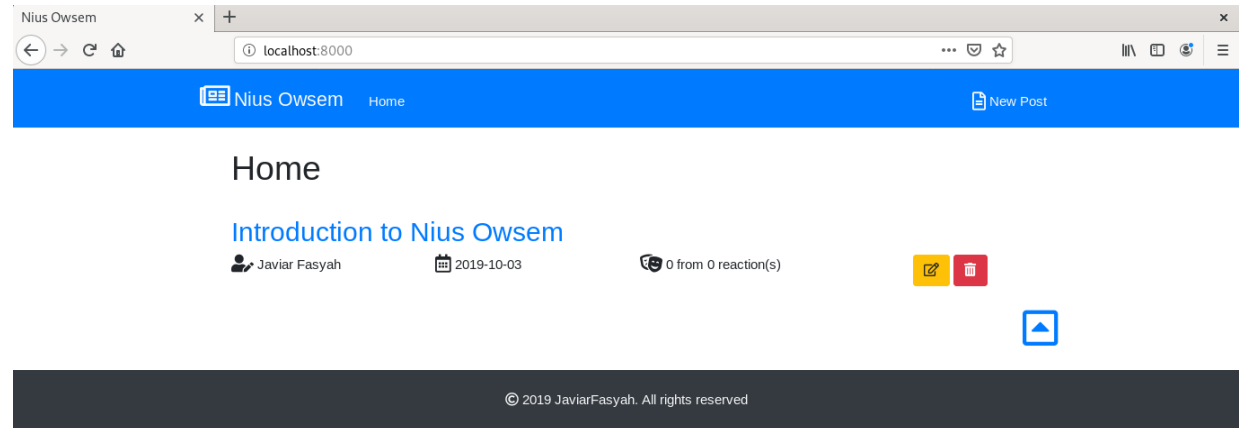 Nius Owsem
localhost:8000
Nius Owsem Home New Post
Home
Introduction to Nius Owsem
Javiar Fasyah 2019-10-03 0 from 0 reaction(s)
© 2019 JaviarFasyah. All rights reserved